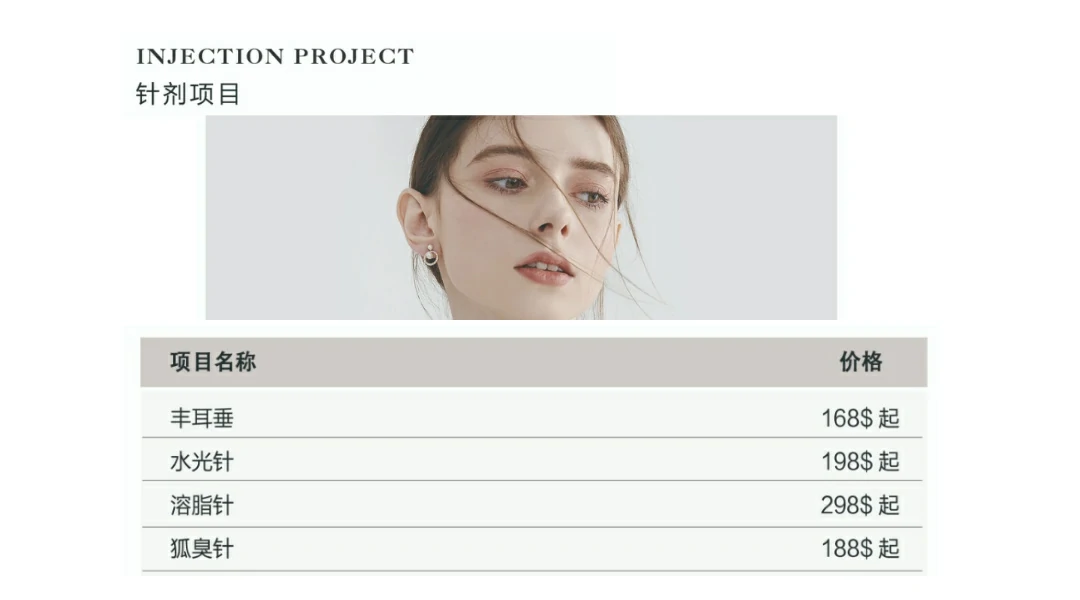 INJECTION PROJECT
针剂项目
项目名称 价格
丰耳垂 168$ 起
水光针 198$ 起
溶脂针 298$ 起
狐臭针 188$ 起